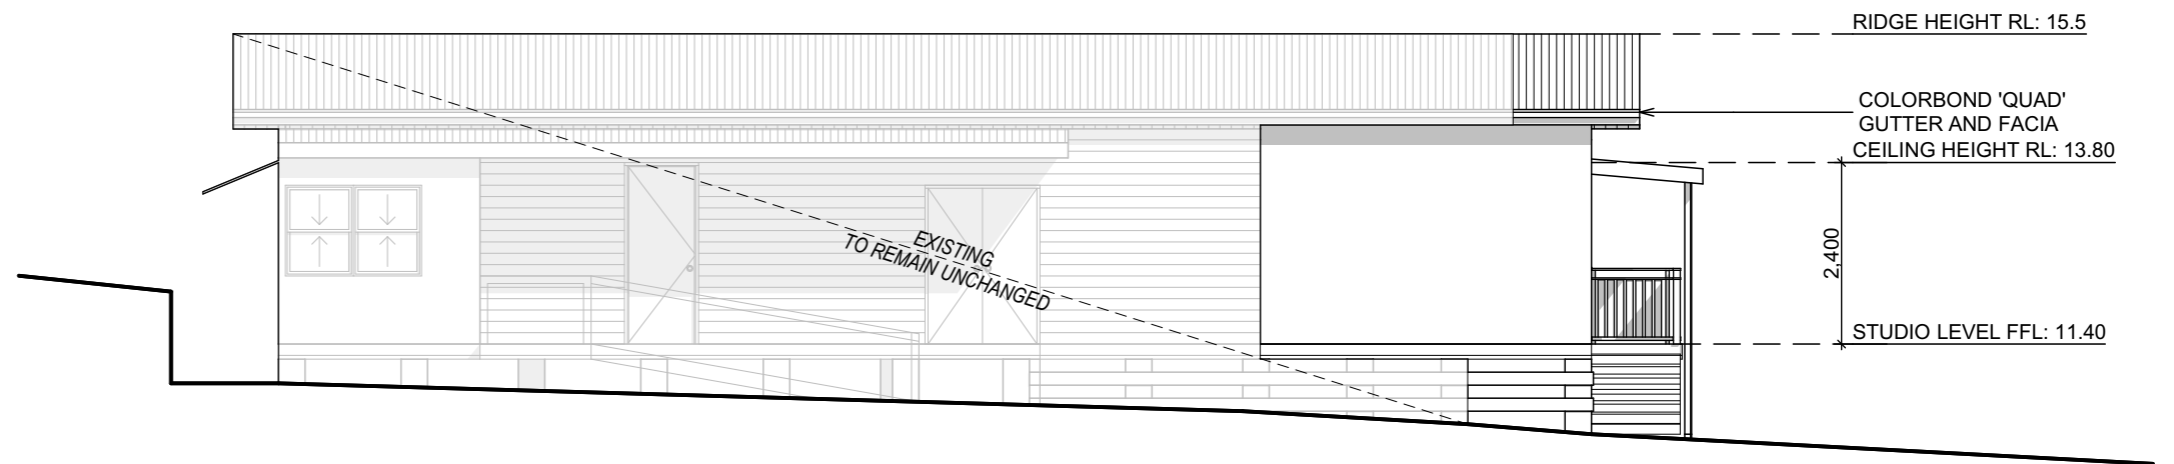 RIDGE HEIGHT RL: 15.5
COLORBOND 'QUAD'
GUTTER AND FACIA
CEILING HEIGHT RL: 13.80
2,400
EXISTING
TO REMAIN UNCHANGED
STUDIO LEVEL FFL: 11.40